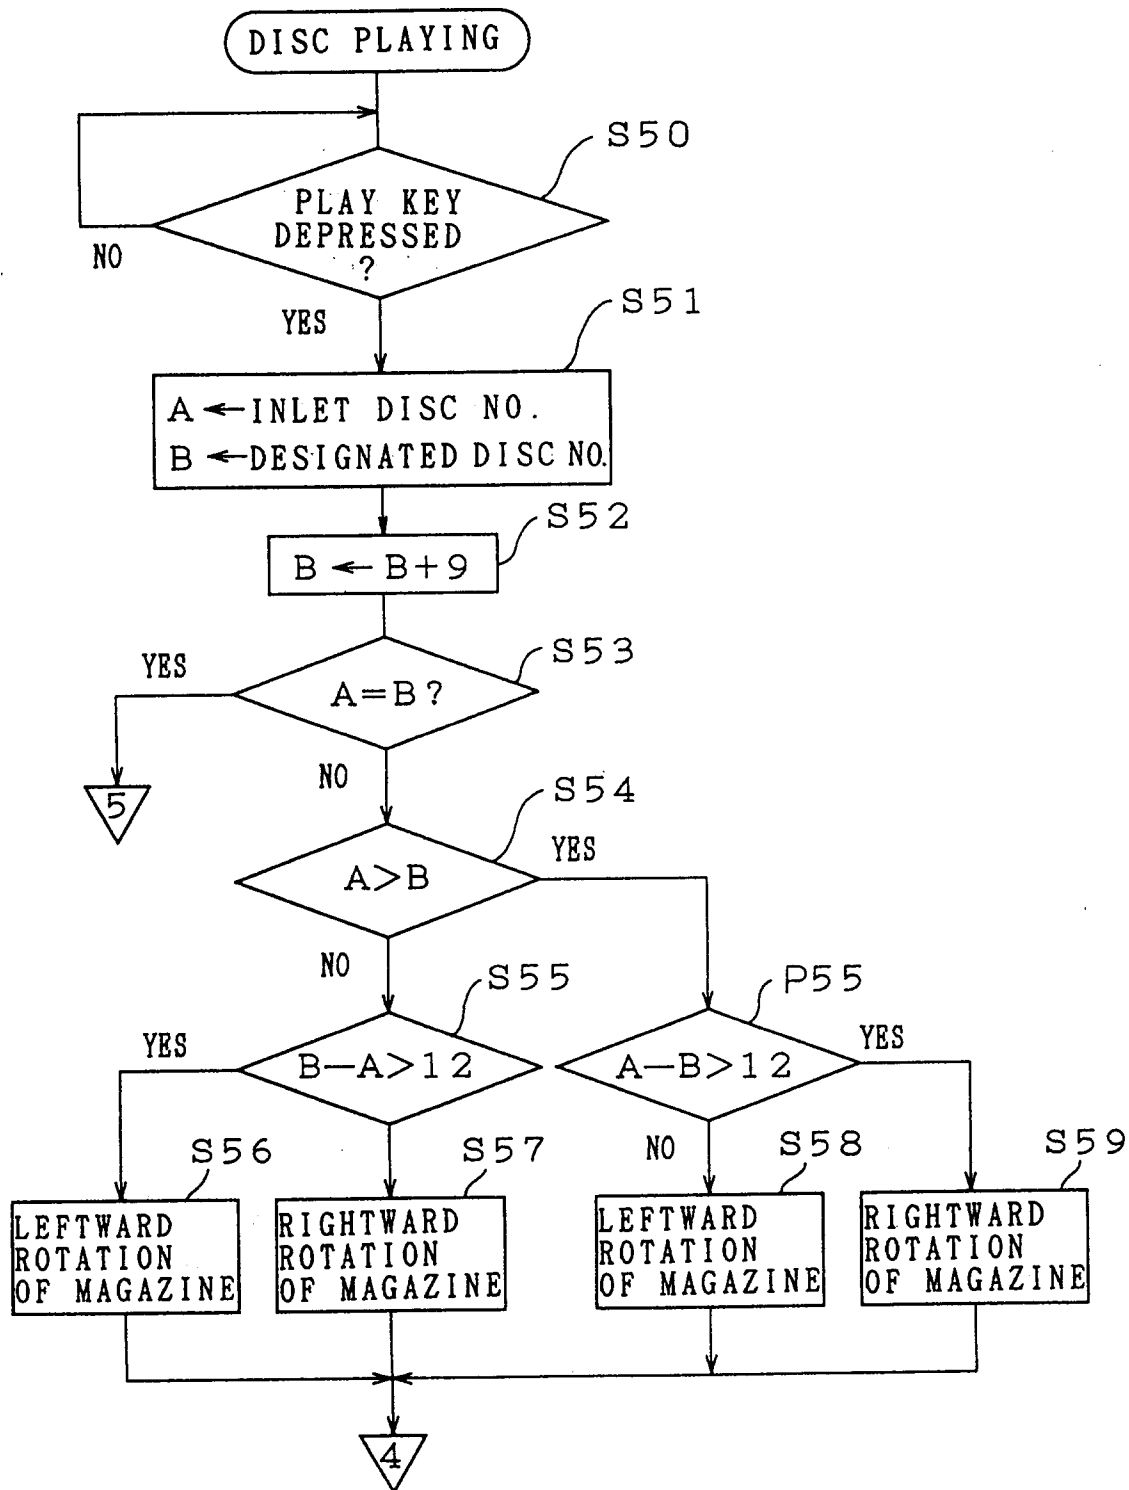 DISC PLAYING
S50
PLAY KEY
DEPRESSED
?
NO
YES
S51
A ← INLET DISC NO.
B ← DESIGNATED DISC NO.
S52
B ← B+9
S53
YES
A=B?
NO
5
S54
YES
A>B
NO
S55
P55
YES
B−A>12
A−B>12
YES
NO
S56
S57
S58
S59
LEFTWARD
ROTATION
OF MAGAZINE
RIGHTWARD
ROTATION
OF MAGAZINE
LEFTWARD
ROTATION
OF MAGAZINE
RIGHTWARD
ROTATION
OF MAGAZINE
4